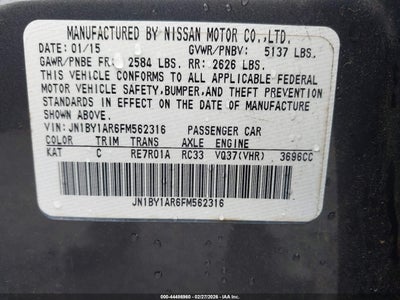 MANUFACTURED BY NISSAN MOTOR CO.,LTD.
DATE: 01/15 GVWR/PNBV: 5137 LBS.
GAWR/PNBE FR: 2584 LBS. RR: 2626 LBS.
THIS VEHICLE CONFORMS TO ALL APPLICABLE FEDERAL
MOTOR VEHICLE SAFETY,BUMPER,AND THEFT PREVENTION
STANDARDS IN EFFECT ON THE DATE OF MANUFACTURE
SHOWN ABOVE.
VIN: JN1BY1AR6FM562316 PASSENGER CAR
COLOR TRIM TRANS AXLE ENGINE
KAT C RE7R01A RC33 VQ37(VHR) 3696CC
JN1BY1AR6FM562316
000-44498960 02/27/2026 IAA Holdings, LLC